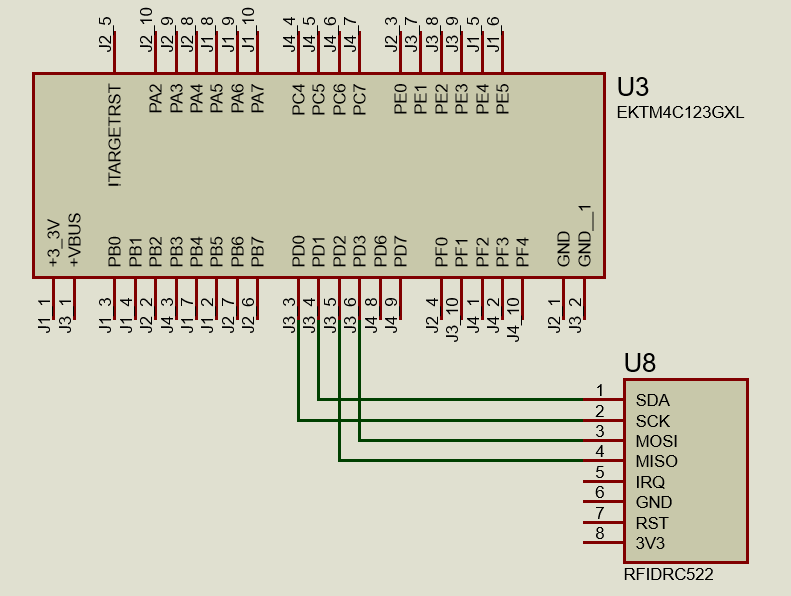 J2_5
J2_10
J2_9
J2_8
J1_8
J1_9
J1_10
J4_4
J4_5
J4_6
J4_7
J2_3
J3_7
J3_8
J3_9
J1_5
J1_6
!TARGETRST
PA2
PA3
PA4
PA5
PA6
PA7
PC4
PC5
PC6
PC7
PE0
PE1
PE2
PE3
PE4
PE5
U3
EKTM4C123GXL
+3_3V
+VBUS
PB0
PB1
PB2
PB3
PB4
PB5
PB6
PB7
PD0
PD1
PD2
PD3
PD6
PD7
PF0
PF1
PF2
PF3
PF4
GND
GND__1
J1_1
J3_1
J1_3
J1_4
J2_2
J4_3
J1_7
J1_2
J2_7
J2_6
J3_3
J3_4
J3_5
J3_6
J4_8
J4_9
J2_4
J3_10
J4_1
J4_2
J4_10
J2_1
J3_2
U8
1 SDA
2 SCK
3 MOSI
4 MISO
5 IRQ
6 GND
7 RST
8 3V3
RFIDRC522